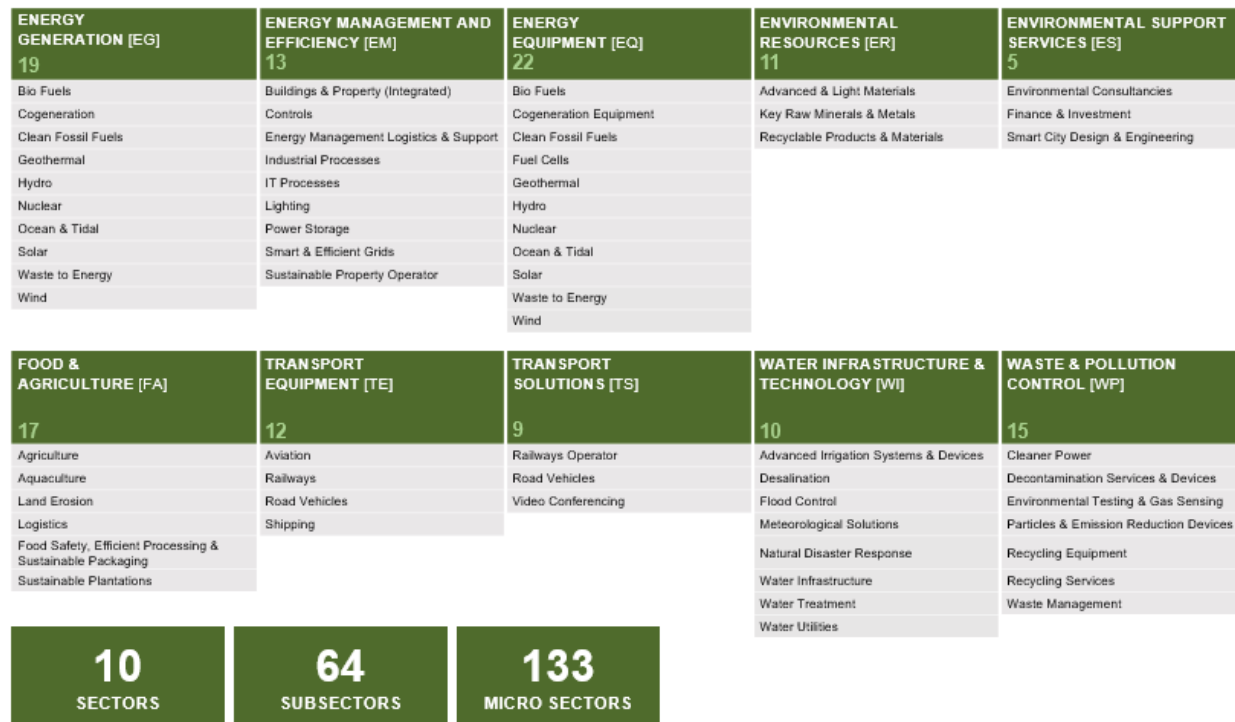 ENERGY
GENERATION [EG]
19
Bio Fuels
Cogeneration
Clean Fossil Fuels
Geothermal
Hydro
Nuclear
Ocean & Tidal
Solar
Waste to Energy
Wind
ENERGY MANAGEMENT AND
EFFICIENCY [EM]
13
Buildings & Property (Integrated)
Controls
Energy Management Logistics & Support
Industrial Processes
IT Processes
Lighting
Power Storage
Smart & Efficient Grids
Sustainable Property Operator
ENERGY
EQUIPMENT [EQ]
22
Bio Fuels
Cogeneration Equipment
Clean Fossil Fuels
Fuel Cells
Geothermal
Hydro
Nuclear
Ocean & Tidal
Solar
Waste to Energy
Wind
ENVIRONMENTAL
RESOURCES [ER]
11
Advanced & Light Materials
Key Raw Minerals & Metals
Recyclable Products & Materials
ENVIRONMENTAL SUPPORT
SERVICES [ES]
5
Environmental Consultancies
Finance & Investment
Smart City Design & Engineering
FOOD &
AGRICULTURE [FA]
17
Agriculture
Aquaculture
Land Erosion
Logistics
Food Safety, Efficient Processing &
Sustainable Packaging
Sustainable Plantations
TRANSPORT
EQUIPMENT [TE]
12
Aviation
Railways
Road Vehicles
Shipping
TRANSPORT
SOLUTIONS [TS]
9
Railways Operator
Road Vehicles
Video Conferencing
WATER INFRASTRUCTURE &
TECHNOLOGY [WI]
10
Advanced Irrigation Systems & Devices
Desalination
Flood Control
Meteorological Solutions
Natural Disaster Response
Water Infrastructure
Water Treatment
Water Utilities
WASTE & POLLUTION
CONTROL [WP]
15
Cleaner Power
Decontamination Services & Devices
Environmental Testing & Gas Sensing
Particles & Emission Reduction Devices
Recycling Equipment
Recycling Services
Waste Management
10
SECTORS
64
SUBSECTORS
133
MICRO SECTORS